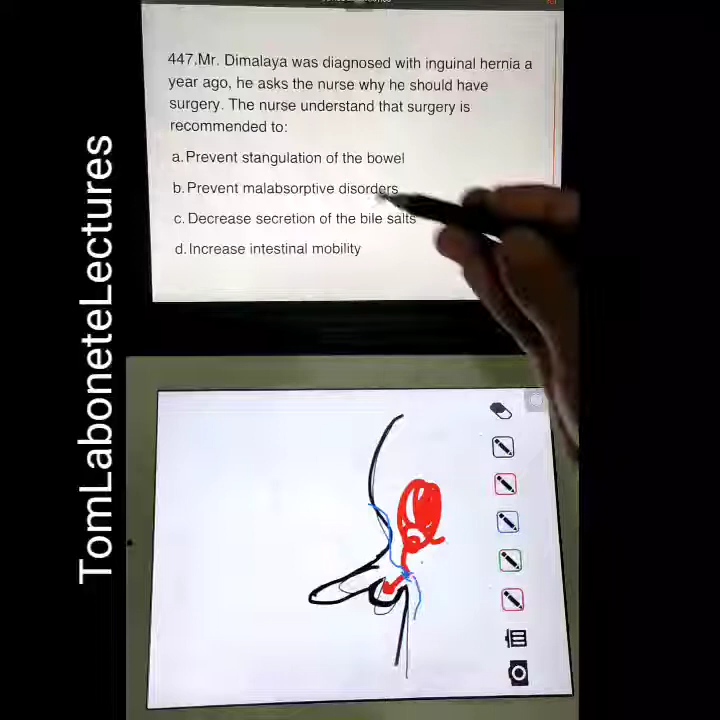 447.Mr. Dimalaya was diagnosed with inguinal hernia a
year ago, he asks the nurse why he should have
surgery. The nurse understand that surgery is
recommended to:
a. Prevent stangulation of the bowel
b. Prevent malabsorptive disorders
c. Decrease secretion of the bile salts
d. Increase intestinal mobility
TomLaboneteLectures